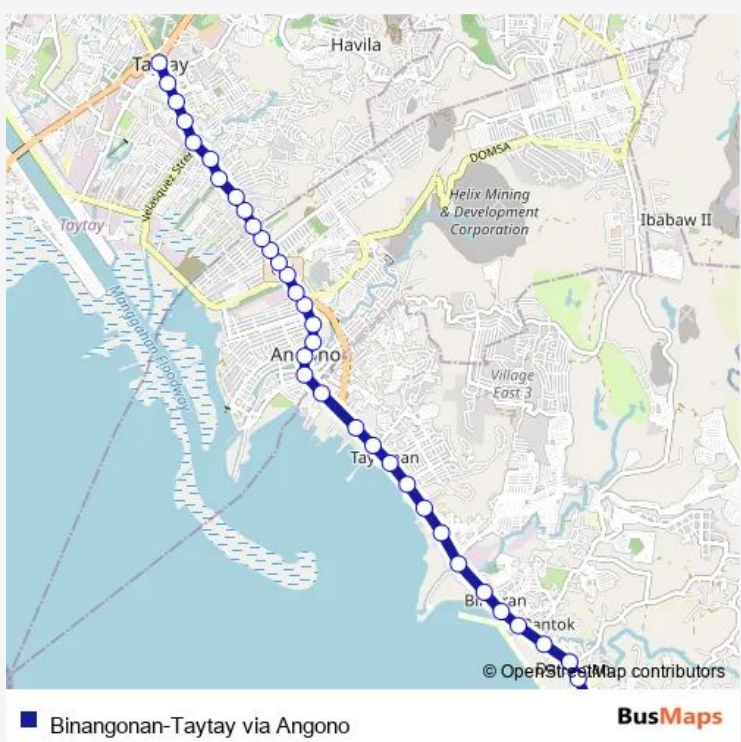 Havila
Taytay
DOMSA
Velasquez Street
Helix Mining
& Development
Corporation
Ibabaw II
Taytay
Manggahan Floodway
Angono
Village
East 3
Tayuman
© OpenStreetMap contributors
Binangonan-Taytay via Angono
BusMaps